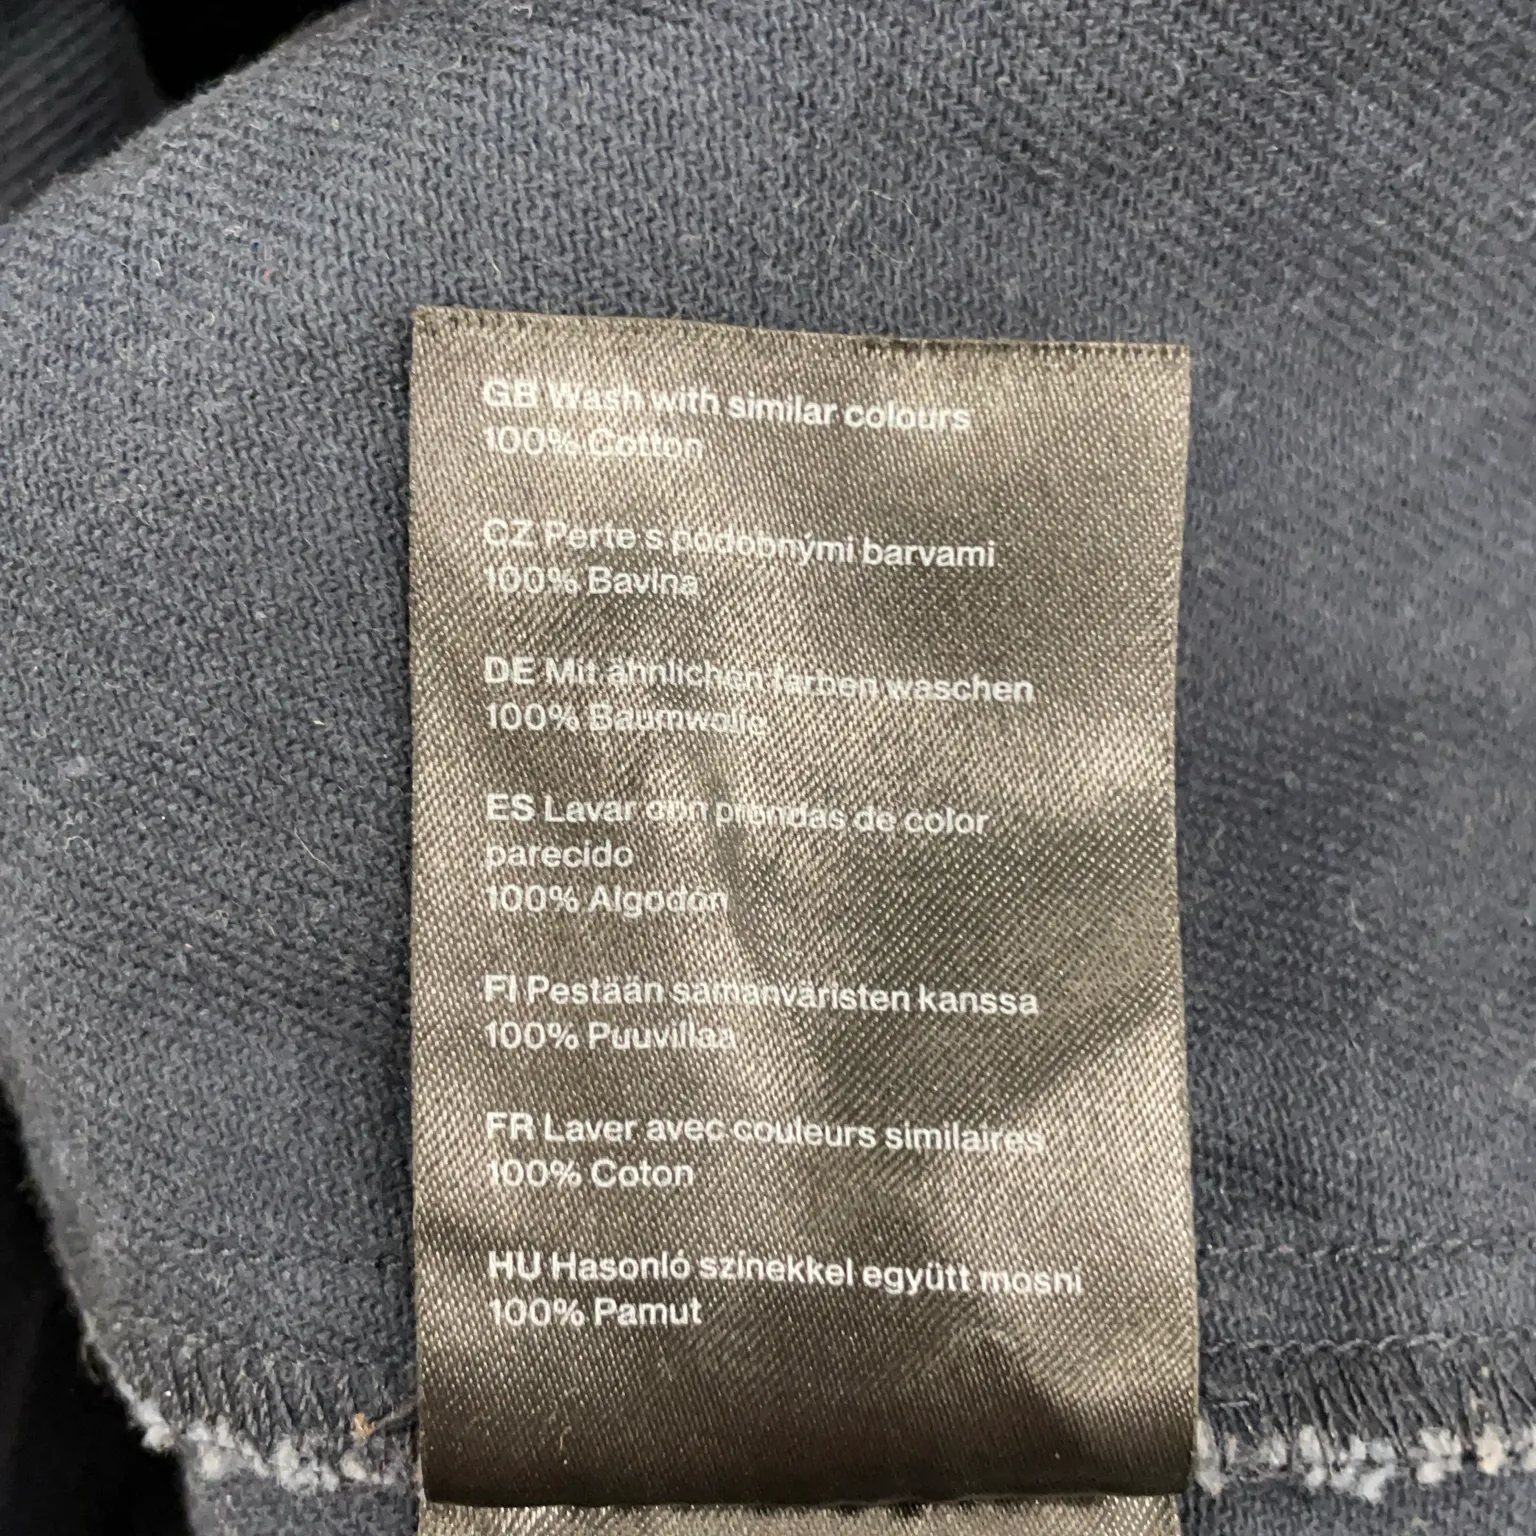 GB Wash with similar colours
100% Cotton
CZ Perte s podobnými barvami
100% Bavlna
DE Mit ähnlichen farben waschen
100% Baumwolle
ES Lavar con prendas de color
parecido
100% Algodón
FI Pestään samanväristen kanssa
100% Puuvillaa
FR Laver avec couleurs similaires
100% Coton
HU Hasonló színekkel együtt mosni
100% Pamut